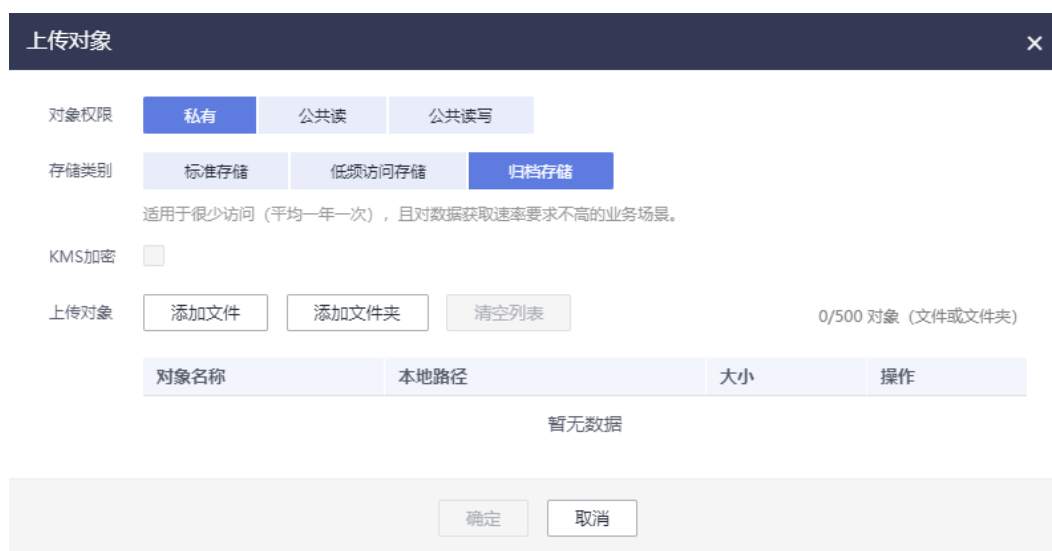 上传对象
对象权限 私有 公共读 公共读写
存储类别 标准存储 低频访问存储 归档存储
适用于很少访问（平均一年一次），且对数据获取速率要求不高的业务场景。
KMS加密
上传对象 添加文件 添加文件夹 清空列表 0/500 对象（文件或文件夹）
对象名称 本地路径 大小 操作
暂无数据
确定 取消